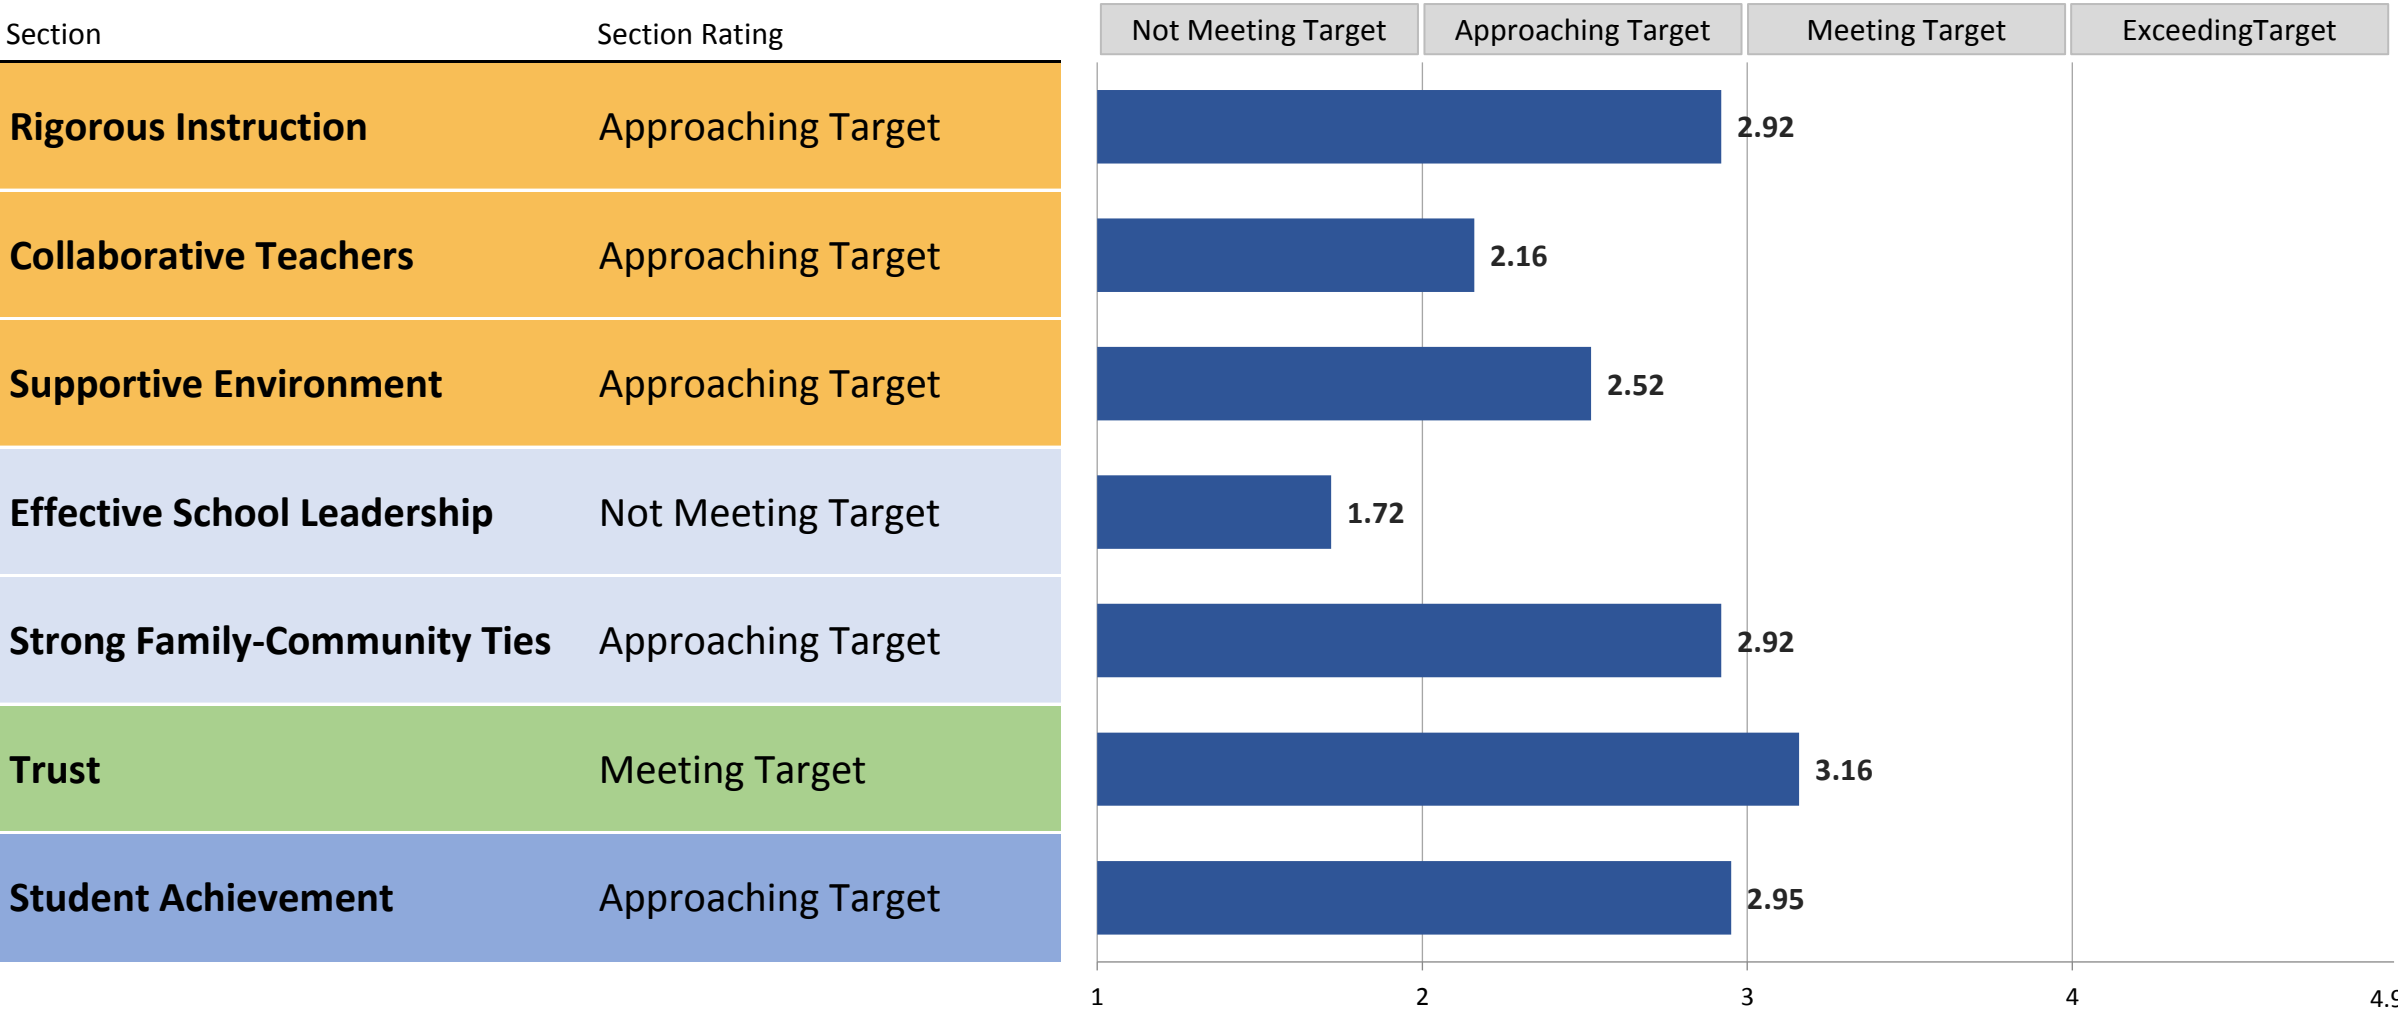 Section Section Rating Not Meeting Target Approaching Target Meeting Target ExceedingTarget
Rigorous Instruction Approaching Target 2.92
Collaborative Teachers Approaching Target 2.16
Supportive Environment Approaching Target 2.52
Effective School Leadership Not Meeting Target 1.72
Strong Family-Community Ties Approaching Target 2.92
Trust Meeting Target 3.16
Student Achievement Approaching Target 2.95
1 2 3 4 4.9